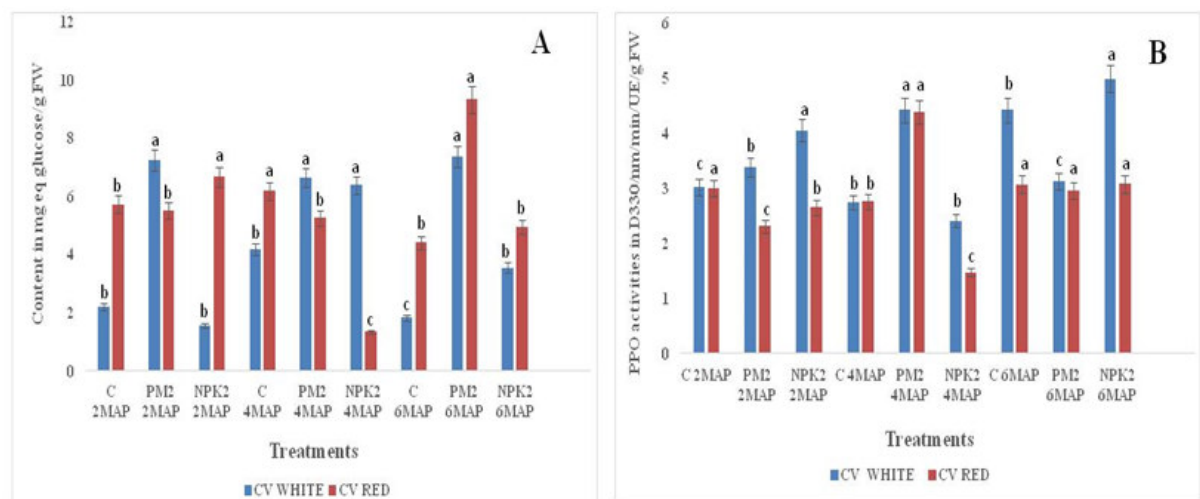 A
Content in mg eq glucose/g FW
12
10
8
6
4
2
0
b b a b b a b a a b a c c b a a b b
C
2MAP
PM2
2MAP
NPK2
2MAP
C
4MAP
PM2
4MAP
NPK2
4MAP
C
6MAP
PM2
6MAP
NPK2
6MAP
Treatments
CV WHITE CV RED
B
PPO activities in D330/nm/min/UE/g FW
6
5
4
3
2
1
0
c a b c a b b b a a b c b a c a a a
C 2MAP
PM2
2MAP
NPK2
2MAP
C 4MAP
PM2
4MAP
NPK2
4MAP
C 6MAP
PM2
6MAP
NPK2
6MAP
Treatments
CV WHITE CV RED